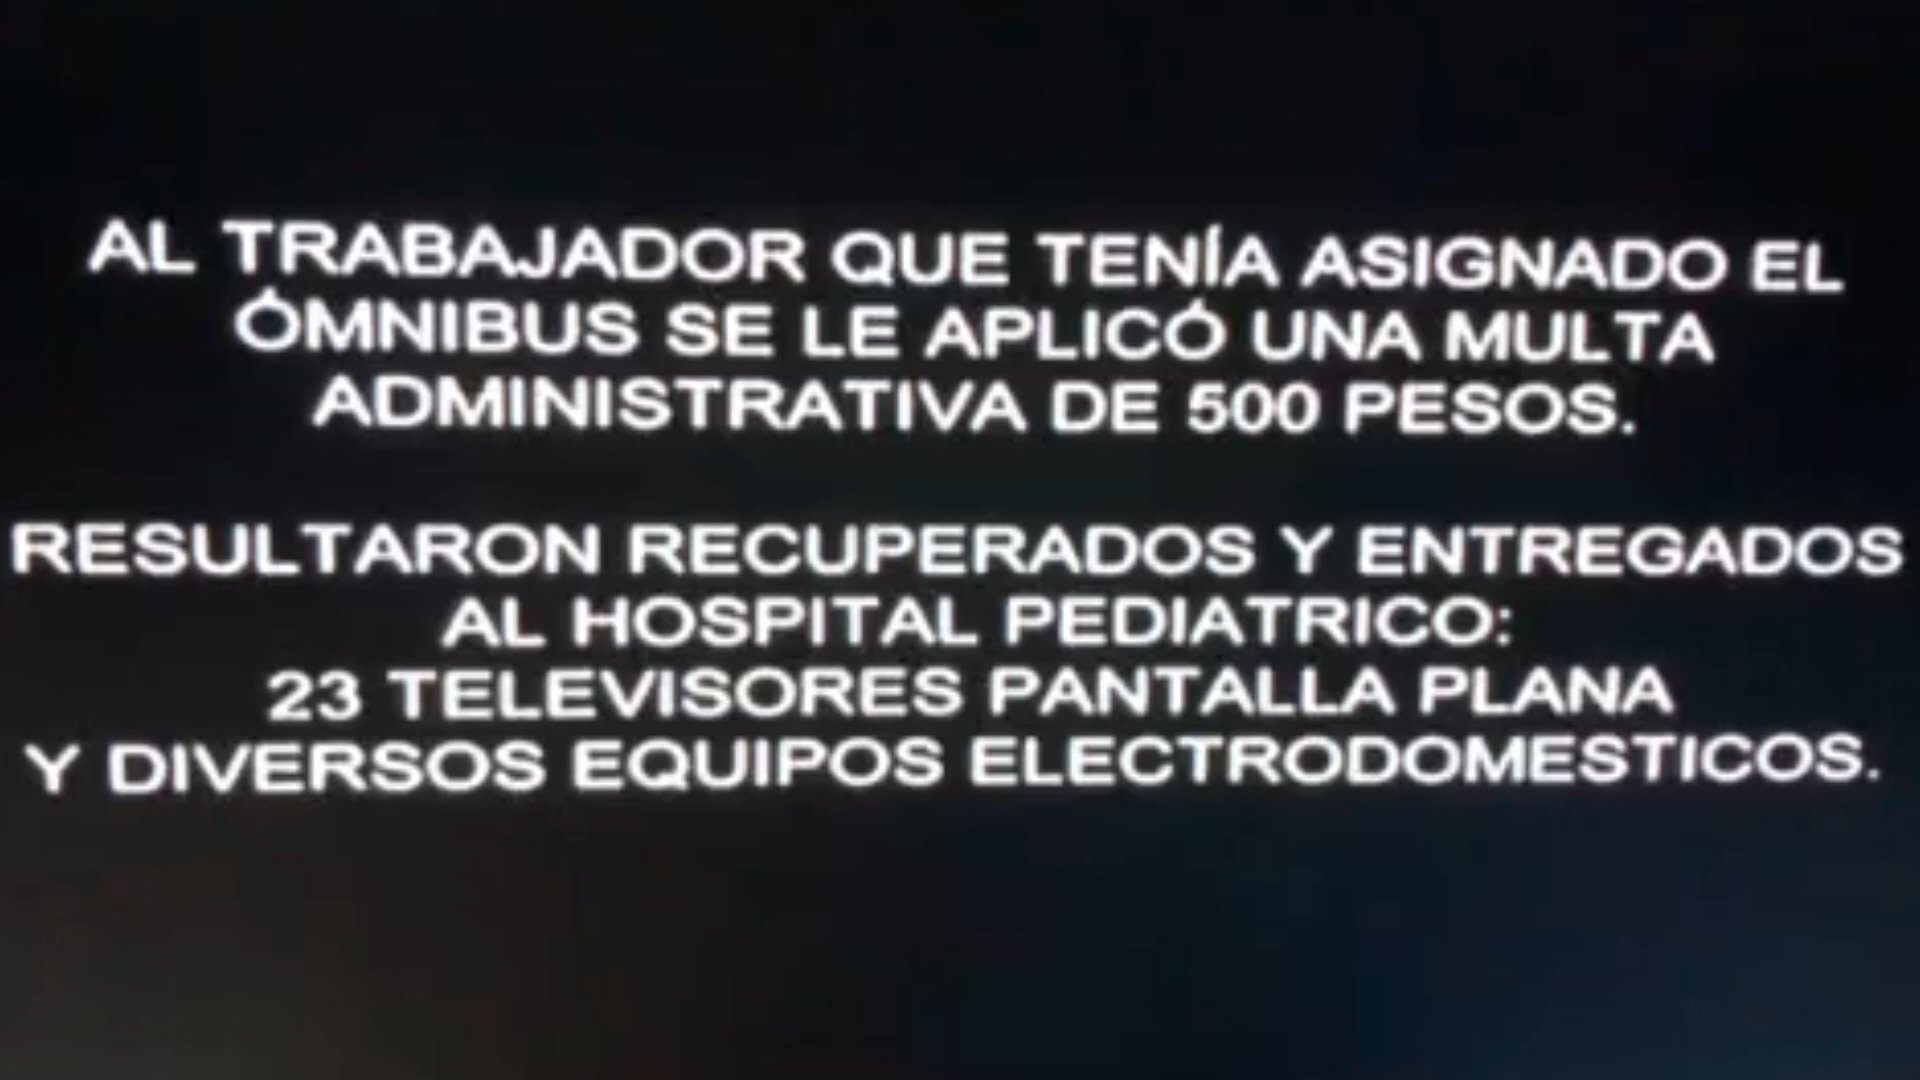 AL TRABAJADOR QUE TENÍA ASIGNADO EL
ÓMNIBUS SE LE APLICÓ UNA MULTA
ADMINISTRATIVA DE 500 PESOS.
RESULTARON RECUPERADOS Y ENTREGADOS
AL HOSPITAL PEDIATRICO:
23 TELEVISORES PANTALLA PLANA
Y DIVERSOS EQUIPOS ELECTRODOMESTICOS.